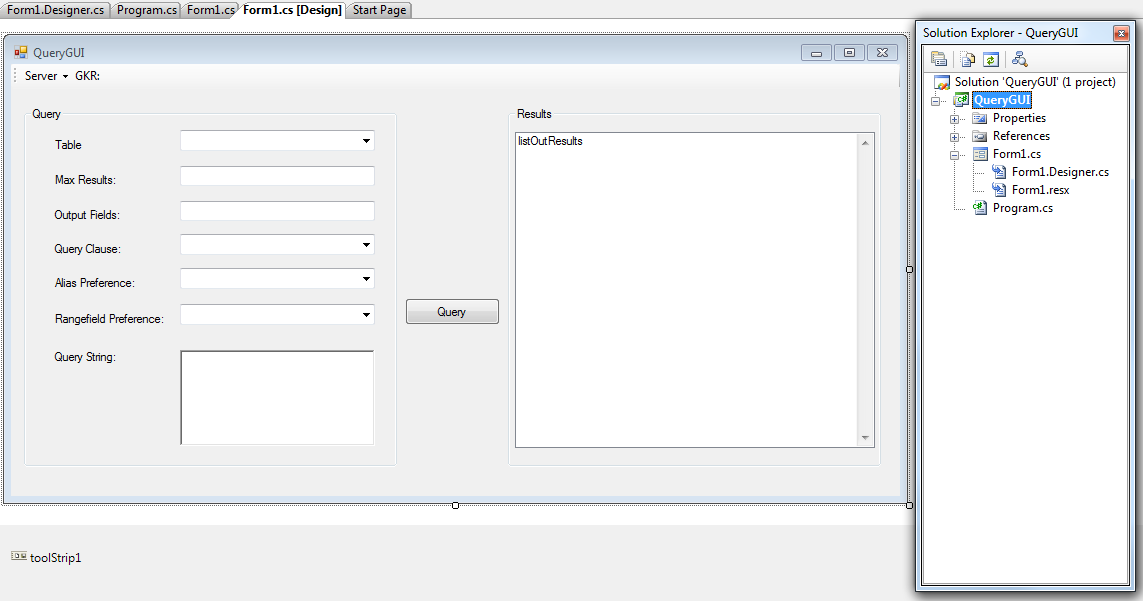 Form1.Designer.cs Program.cs Form1.cs Form1.cs [Design] Start Page
QueryGUI
Server GKR:
Query
Table
Max Results:
Output Fields:
Query Clause:
Alias Preference:
Rangefield Preference:
Query String:
Query
Results
listOutResults
toolStrip1
Solution Explorer - QueryGUI
Solution 'QueryGUI' (1 project)
QueryGUI
Properties
References
Form1.cs
Form1.Designer.cs
Form1.resx
Program.cs